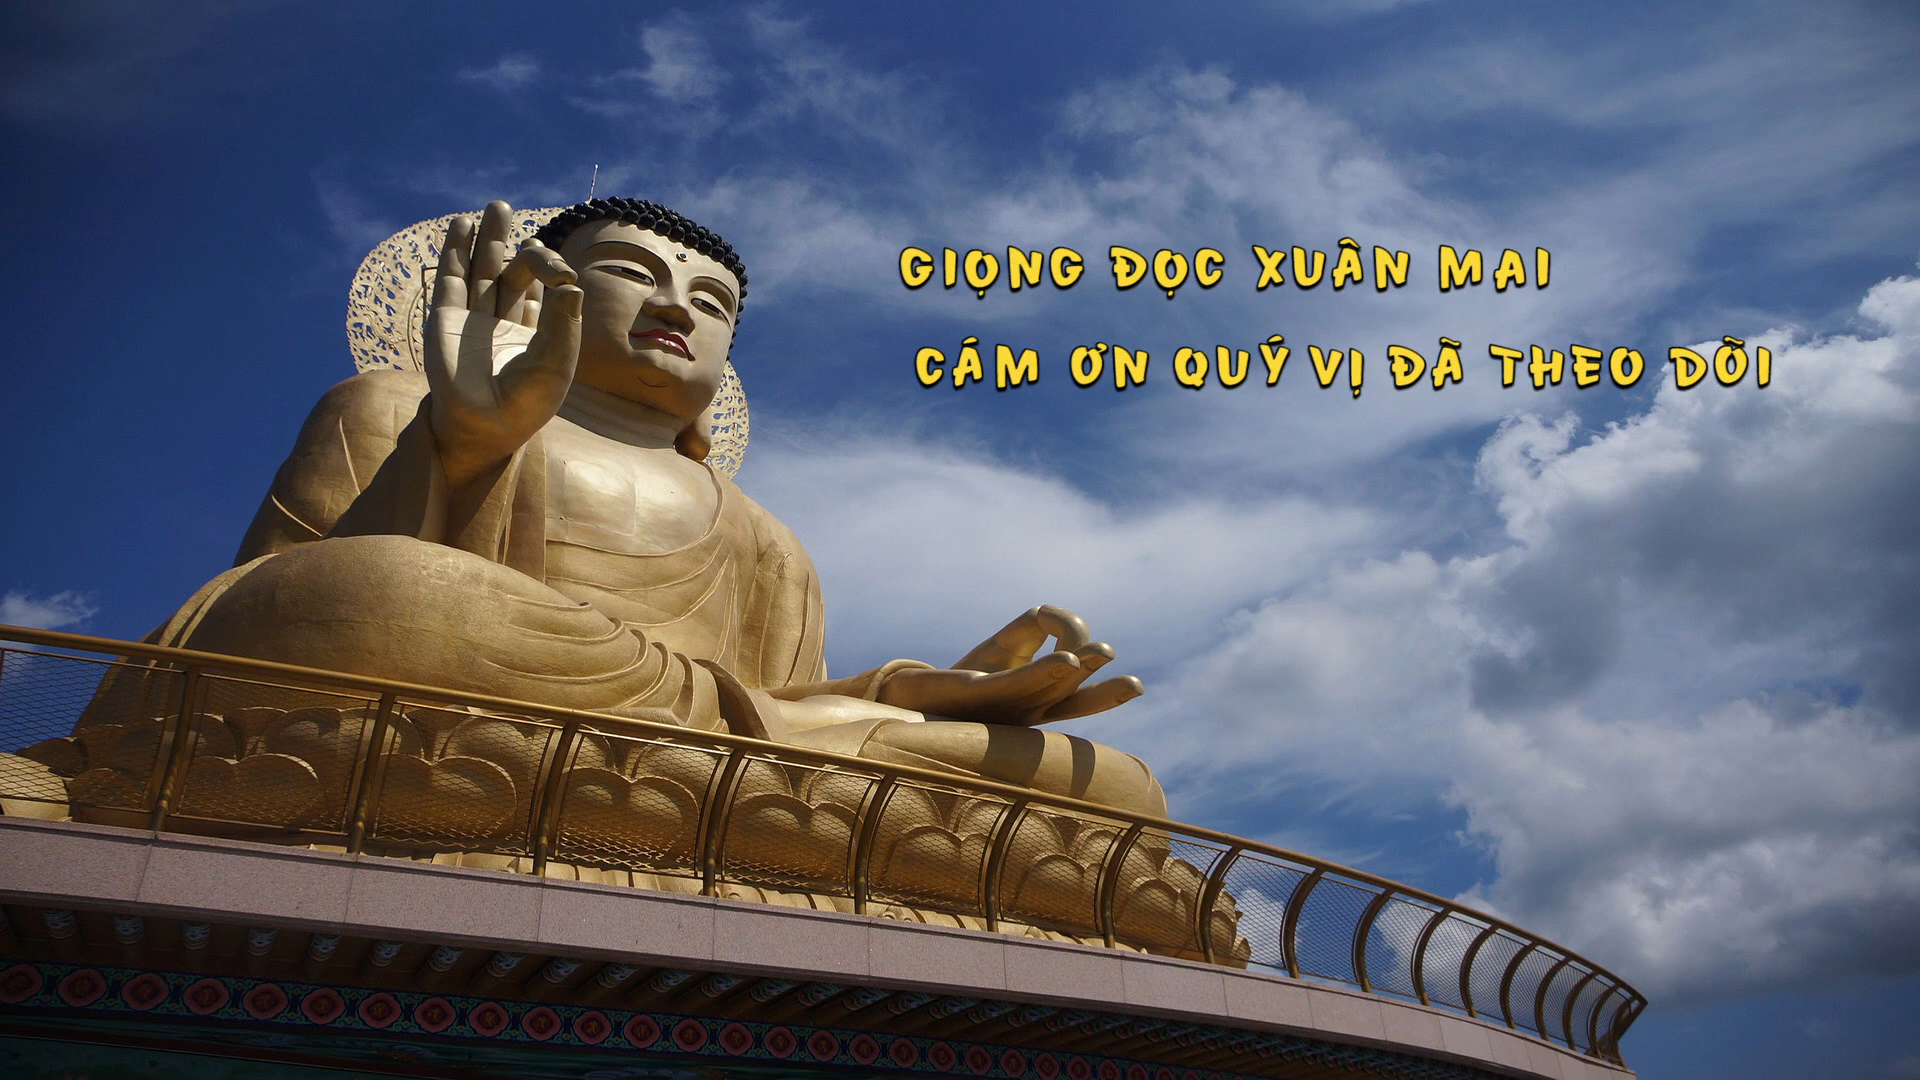 GIỌNG ĐỌC XUÂN MAI
CÁM ƠN QUÝ VỊ ĐÃ THEO DÕI